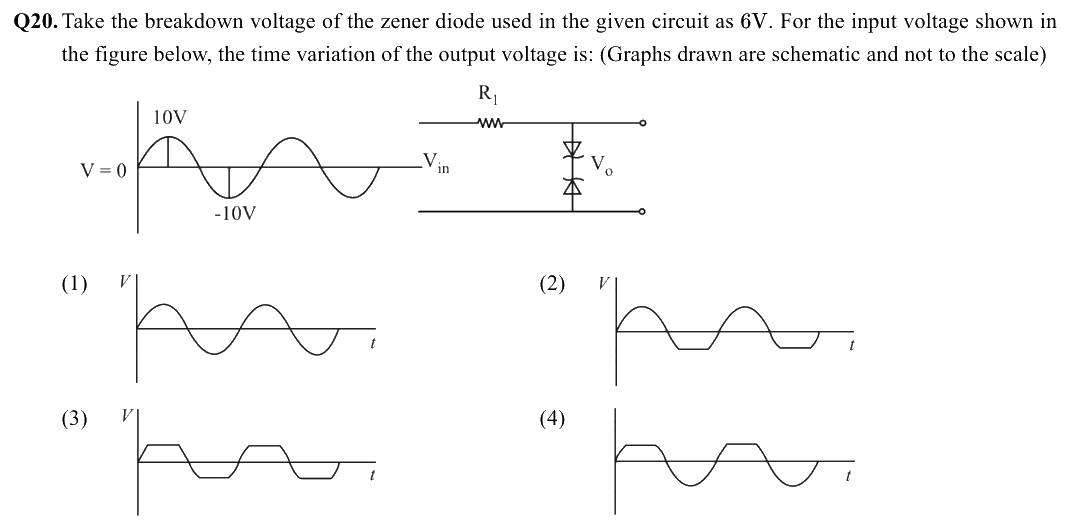 Q20. Take the breakdown voltage of the zener diode used in the given circuit as 6V. For the input voltage shown in
the figure below, the time variation of the output voltage is: (Graphs drawn are schematic and not to the scale)
R₁
10V
V = 0
V_in
V_o
-10V
(1) V
t
(2) V
t
(3) V
t
(4)
t